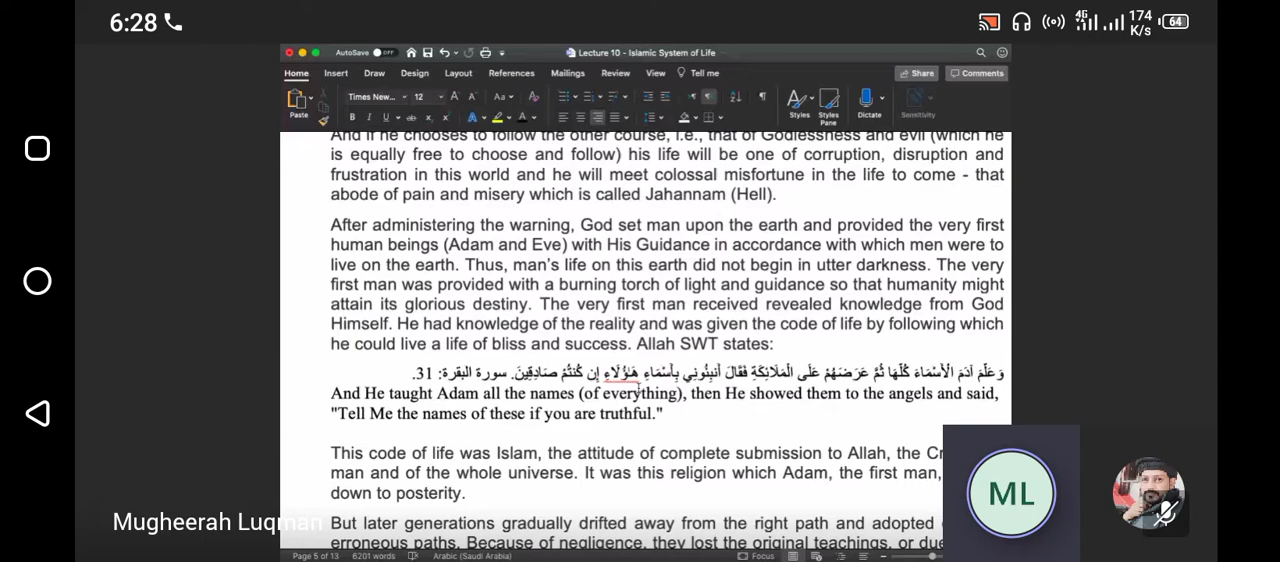 6:28
4G
174
K/s
64
AutoSave OFF
Lecture 10 - Islamic System of Life
Home Insert Draw Design Layout References Mailings Review View Tell me Share Comments
Times New... 12 Aa
Paste B I U ab A Styles Styles Pane Dictate Sensitivity
And if he chooses to follow the other course, i.e., that of Godlessness and evil (which he
is equally free to choose and follow) his life will be one of corruption, disruption and
frustration in this world and he will meet colossal misfortune in the life to come - that
abode of pain and misery which is called Jahannam (Hell).
After administering the warning, God set man upon the earth and provided the very first
human beings (Adam and Eve) with His Guidance in accordance with which men were to
live on the earth. Thus, man's life on this earth did not begin in utter darkness. The very
first man was provided with a burning torch of light and guidance so that humanity might
attain its glorious destiny. The very first man received revealed knowledge from God
Himself. He had knowledge of the reality and was given the code of life by following which
he could live a life of bliss and success. Allah SWT states:
وَعَلَّمَ آدَمَ الْأَسْمَاءَ كُلَّهَا ثُمَّ عَرَضَهُمْ عَلَى الْمَلَائِكَةِ فَقَالَ أَنبِئُونِي بِأَسْمَاءِ هَٰؤُلَاءِ إِن كُنتُمْ صَادِقِينَ. سورة البقرة: 31.
And He taught Adam all the names (of everything), then He showed them to the angels and said,
"Tell Me the names of these if you are truthful."
This code of life was Islam, the attitude of complete submission to Allah, the
man and of the whole universe. It was this religion which Adam, the first man,
down to posterity.
But later generations gradually drifted away from the right path and adopted
erroneous paths. Because of negligence, they lost the original teachings, or
Mugheerah Luqman
ML
Page 5 of 13 6201 words Arabic (Saudi Arabia) Focus